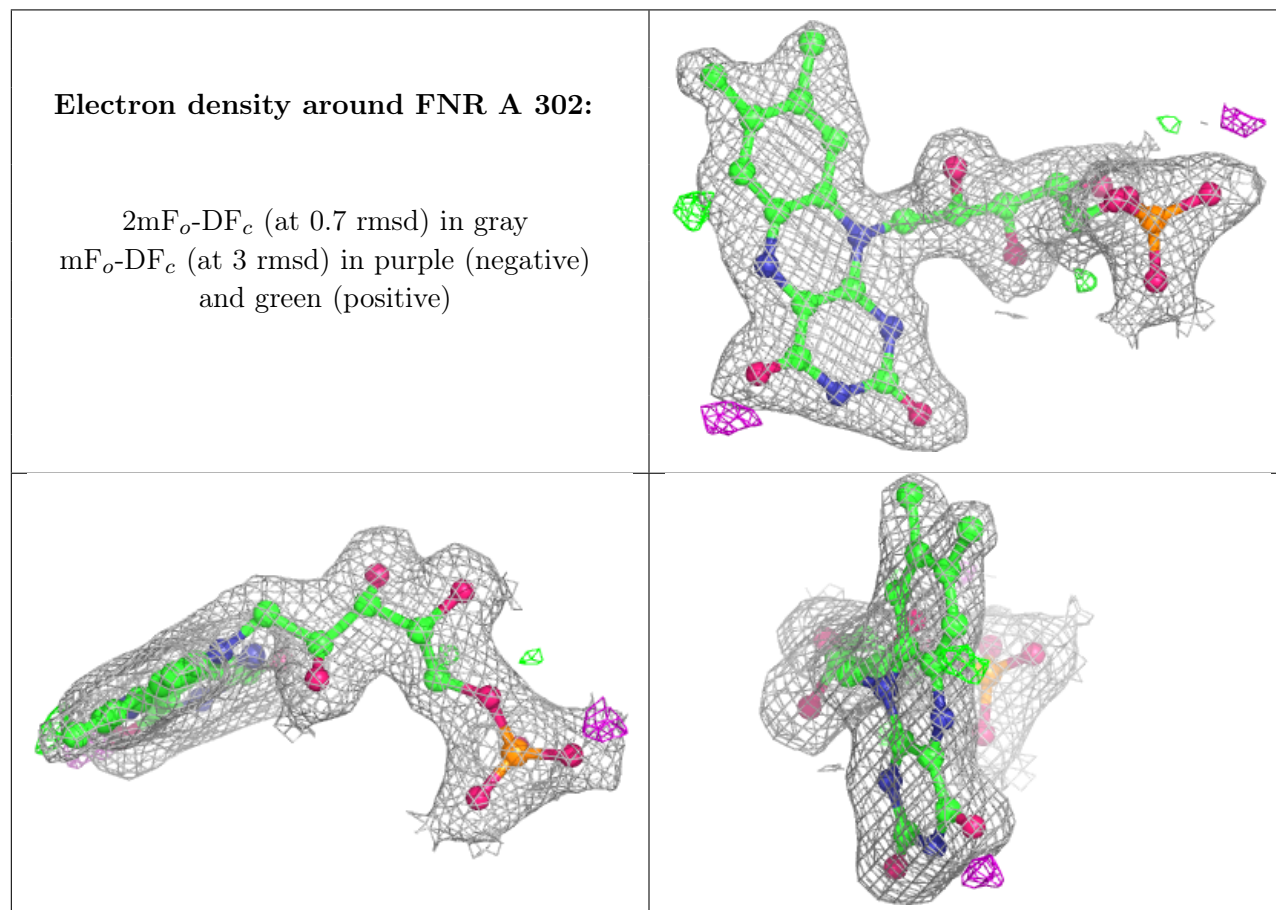 Electron density around FNR A 302:
2mFₒ-DF𝒸 (at 0.7 rmsd) in gray
mFₒ-DF𝒸 (at 3 rmsd) in purple (negative)
and green (positive)